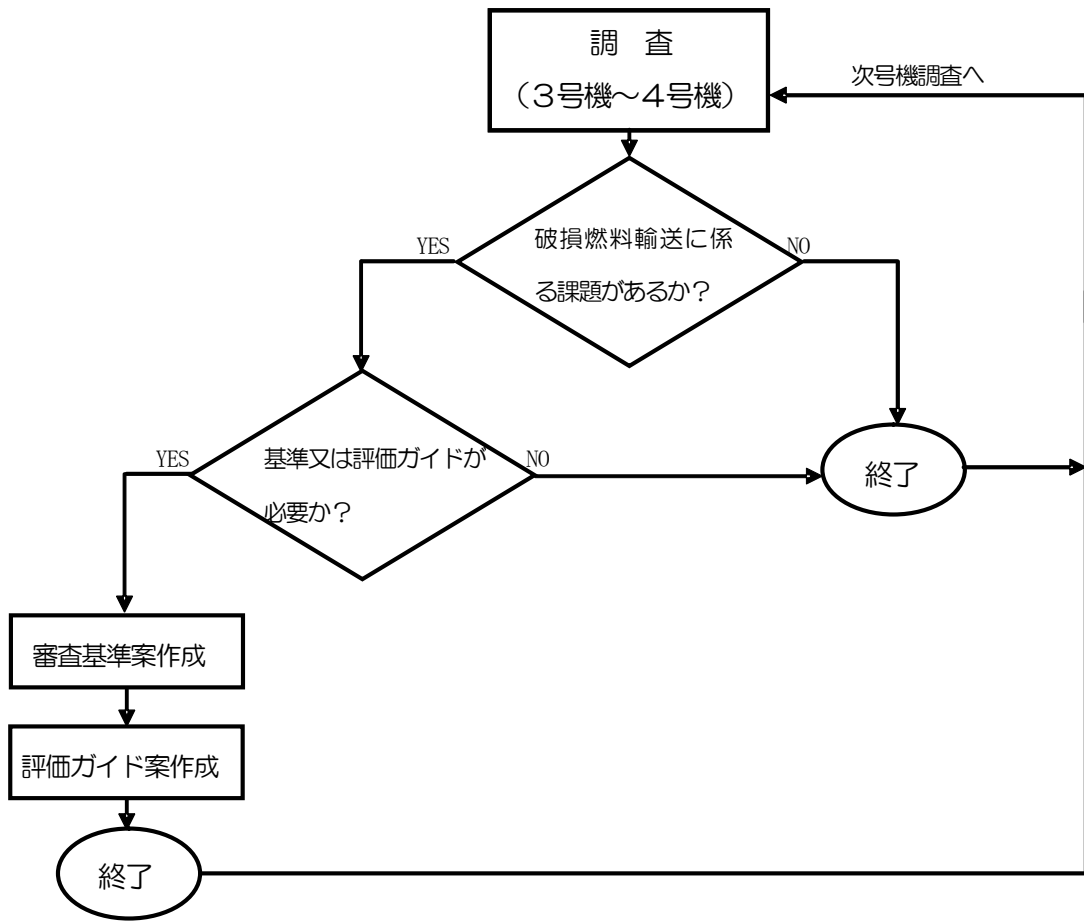 調　査
（３号機～４号機）
次号機調査へ
破損燃料輸送に係
る課題があるか？
YES
NO
基準又は評価ガイドが
必要か？
YES
NO
終了
審査基準案作成
評価ガイド案作成
終了